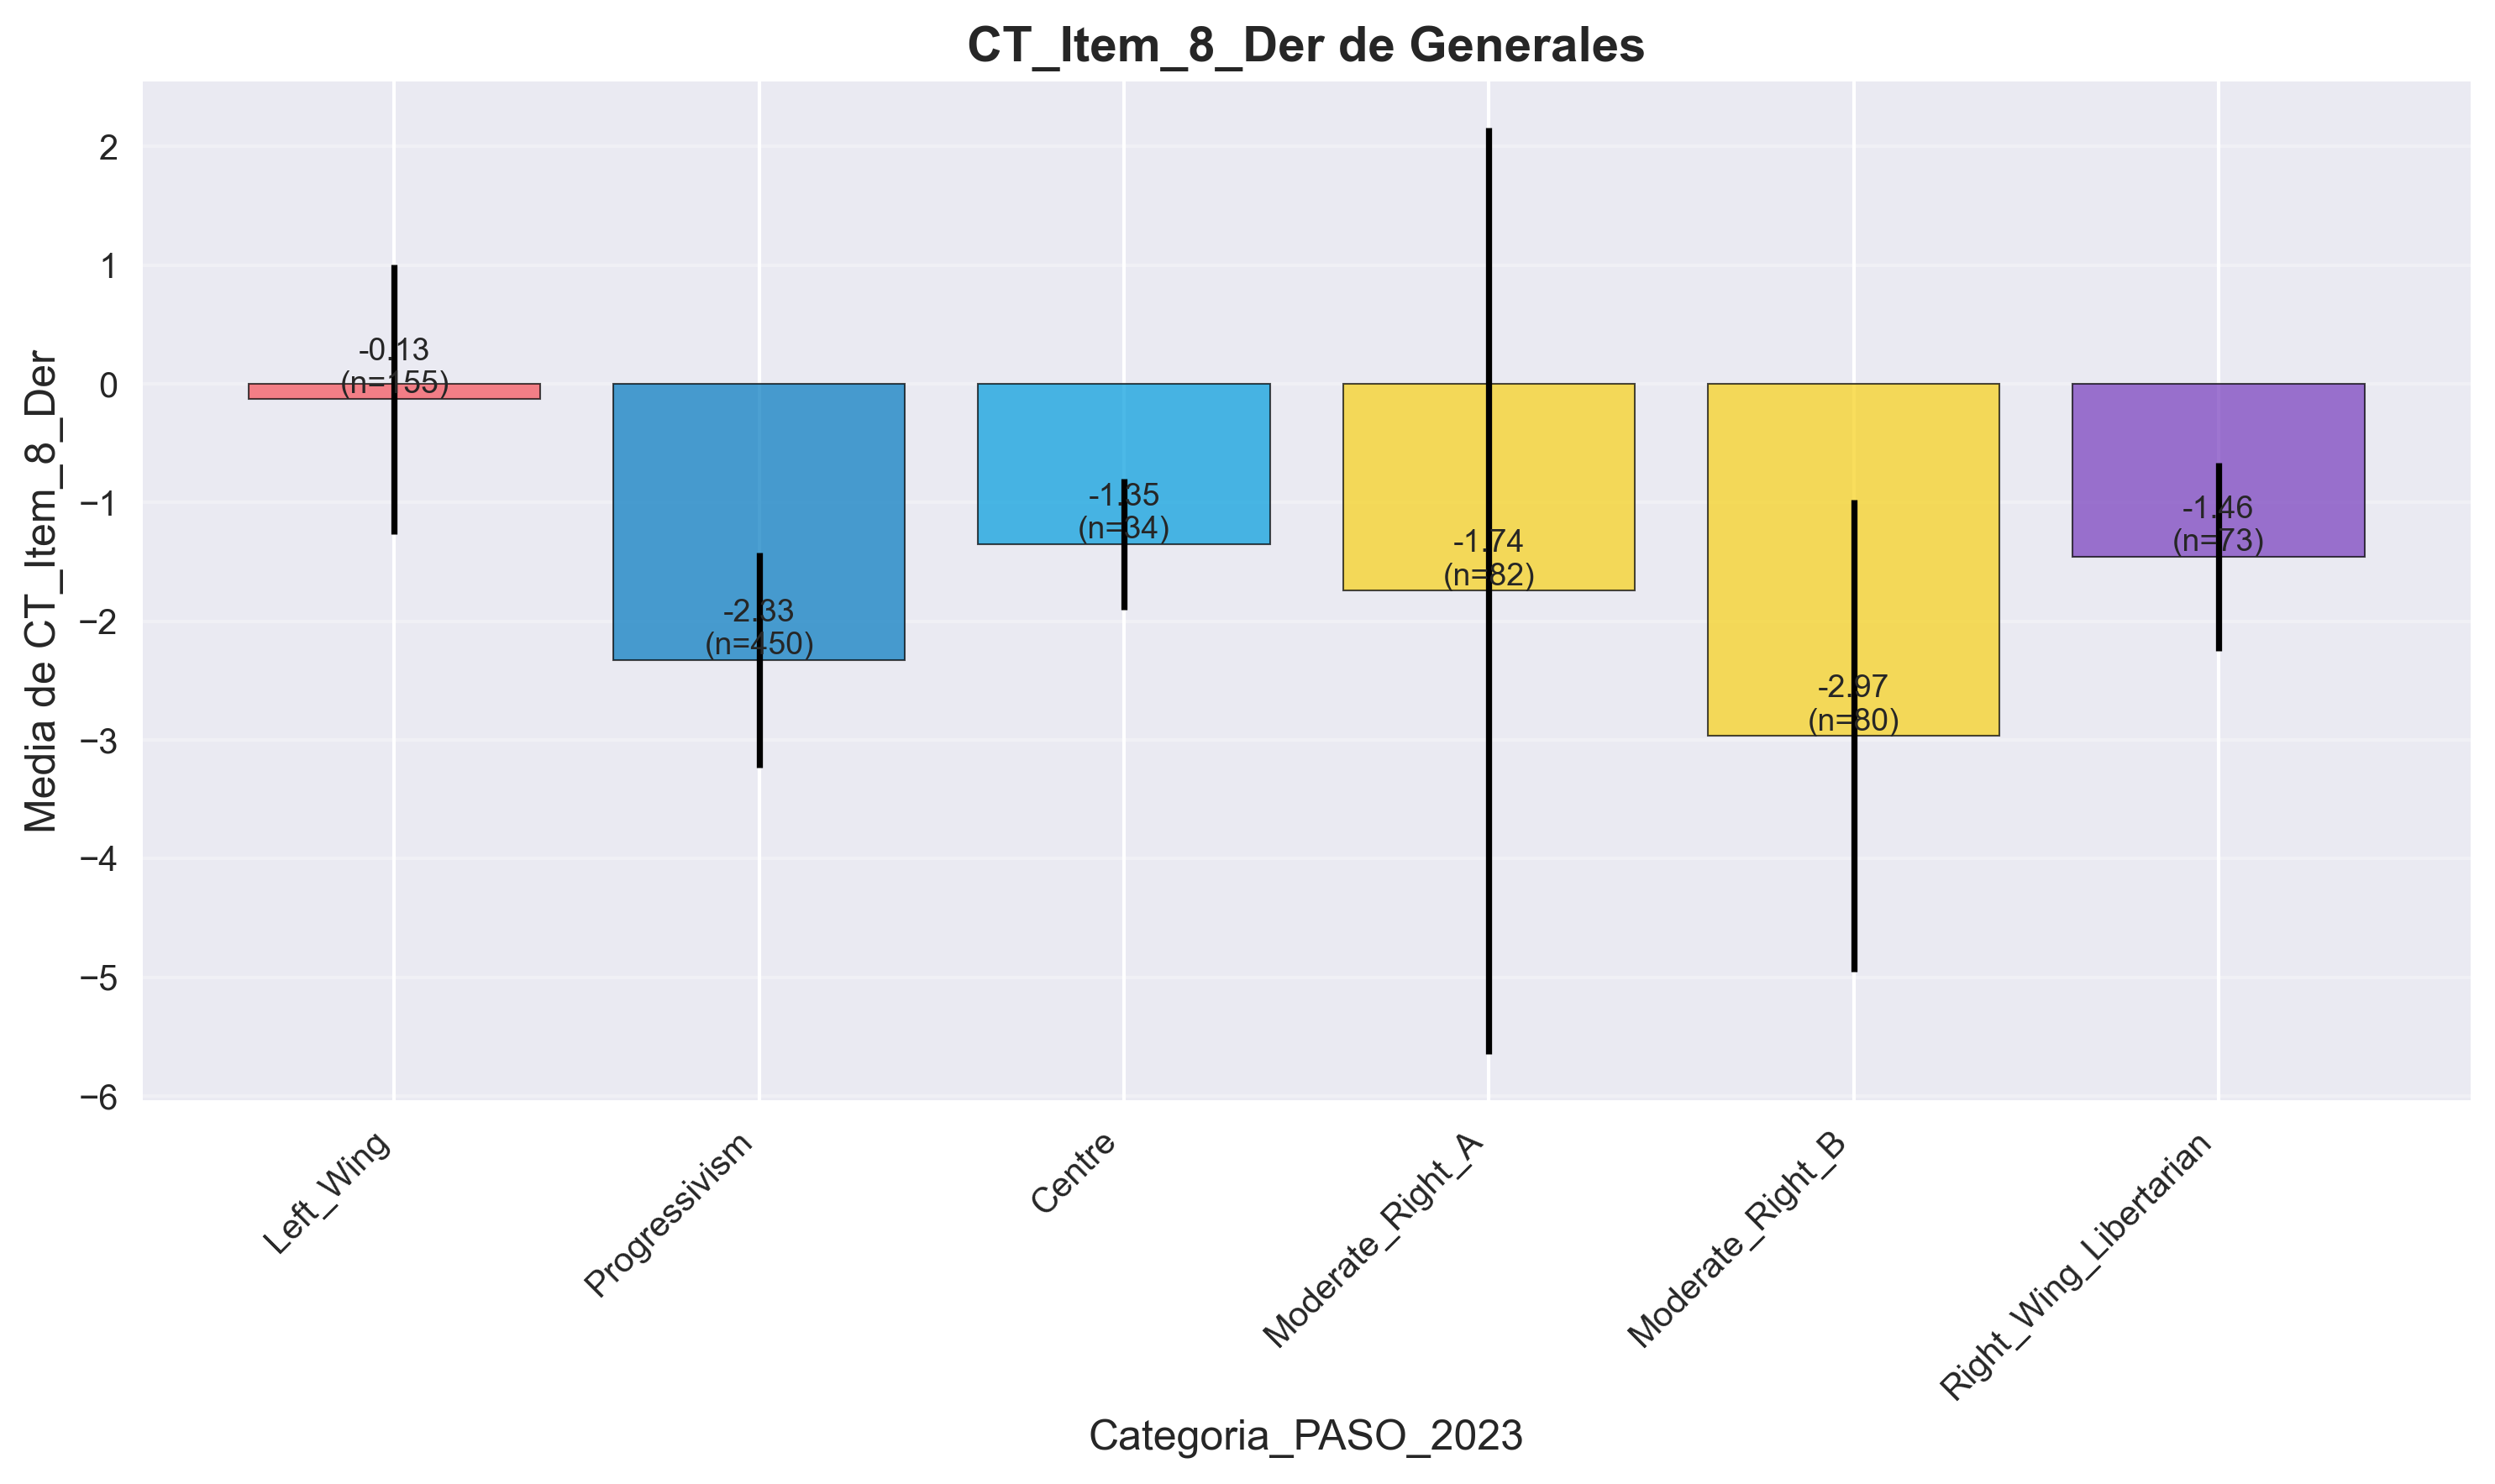 CT_Item_8_Der de Generales
Media de CT_Item_8_Der
2
1
0
−1
−2
−3
−4
−5
−6
-0.13
(n=155)
-2.33
(n=450)
-1.35
(n=34)
-1.74
(n=82)
-2.97
(n=80)
-1.46
(n=73)
Left_Wing
Progressivism
Centre
Moderate_Right_A
Moderate_Right_B
Right_Wing_Libertarian
Categoria_PASO_2023